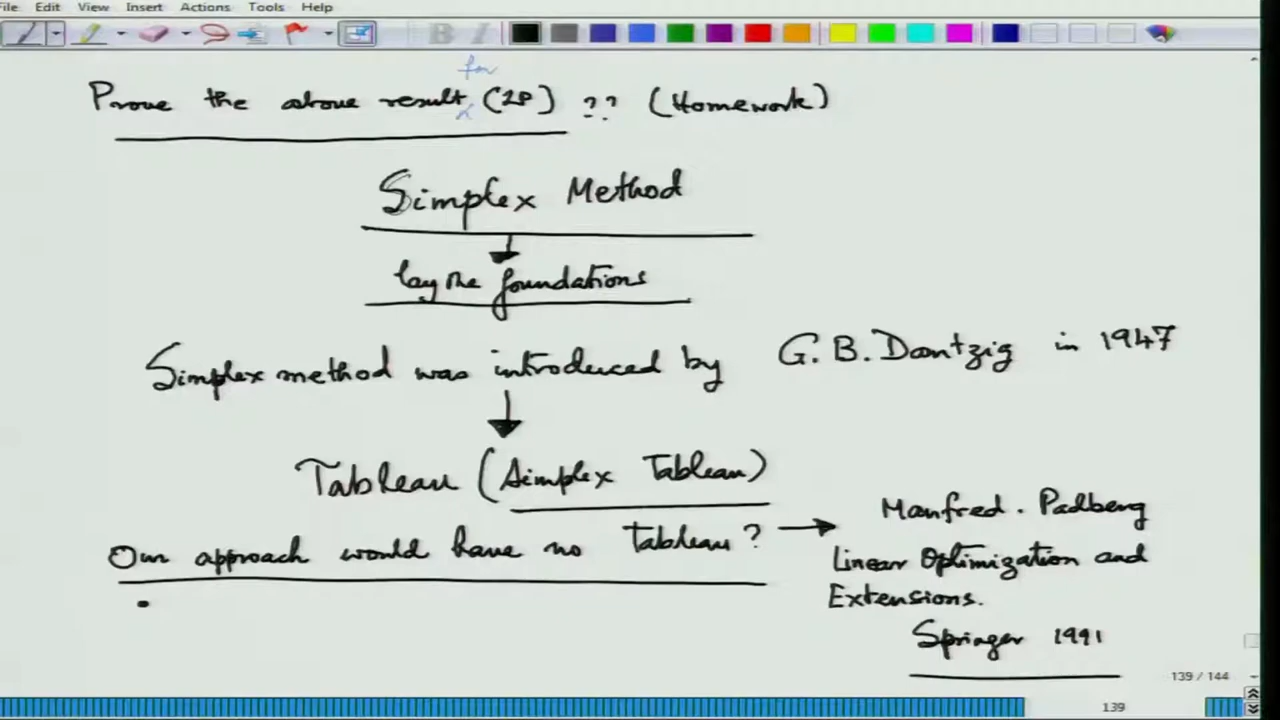 File Edit View Insert Actions Tools Help
for
Prove the above result (LP) ?? (Homework)
Simplex Method
lay the foundations
Simplex method was introduced by G. B. Dantzig in 1947
Tableau (Simplex Tableau)
Our approach would have no Tableau?
Manfred. Padberg
Linear Optimization and
Extensions.
Springer 1991
139 / 144
139